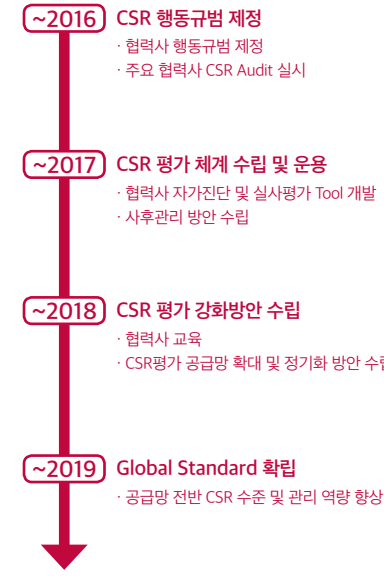 ~2016 CSR 행동규범 제정
· 협력사 행동규범 제정
· 주요 협력사 CSR Audit 실시
~2017 CSR 평가 체계 수립 및 운용
· 협력사 자가진단 및 실사평가 Tool 개발
· 사후관리 방안 수립
~2018 CSR 평가 강화방안 수립
· 협력사 교육
· CSR평가 공급망 확대 및 정기화 방안
~2019 Global Standard 확립
· 공급망 전반 CSR 수준 및 관리 역량 향상